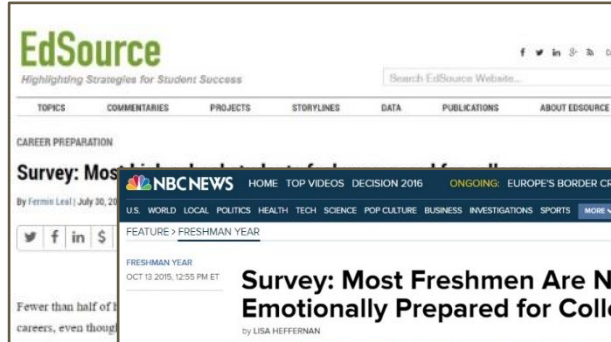 EdSource
Highlighting Strategies for Student Success
Search EdSource Website...
TOPICS COMMENTARIES PROJECTS STORYLINES DATA PUBLICATIONS ABOUT EDSOURCE
CAREER PREPARATION
Survey: Most
By Fermin Leal | July 30, 20
Fewer than half of
careers, even though
NBC NEWS HOME TOP VIDEOS DECISION 2016 ONGOING: EUROPE'S BORDER CR
U.S. WORLD LOCAL POLITICS HEALTH TECH SCIENCE POP CULTURE BUSINESS INVESTIGATIONS SPORTS MORE
FEATURE > FRESHMAN YEAR
FRESHMAN YEAR
OCT 13 2015, 12:55 PM ET
Survey: Most Freshmen Are N
Emotionally Prepared for Colle
by LISA HEFFERNAN